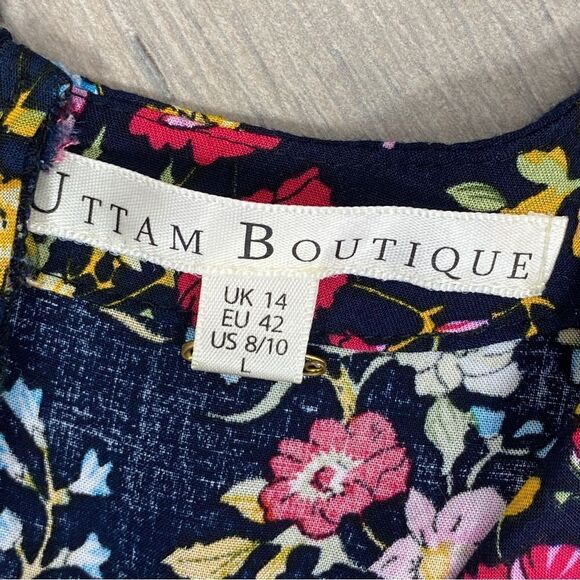 UTTAM BOUTIQUE
UK 14
EU 42
US 8/10
L